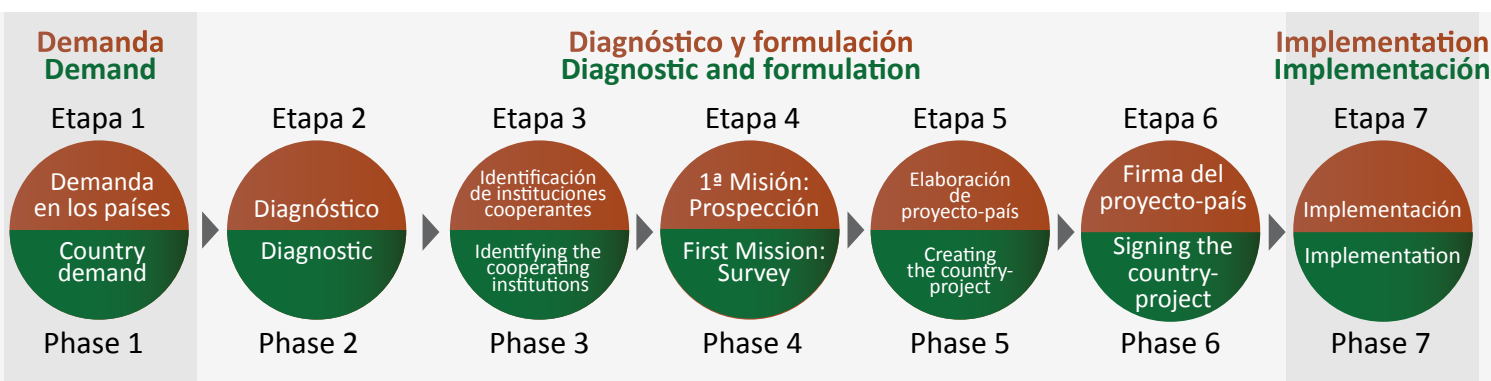 Demanda
Demand
Diagnóstico y formulación
Diagnostic and formulation
Implementation
Implementación
Etapa 1
Demanda
en los países
Country
demand
Phase 1
Etapa 2
Diagnóstico
Diagnostic
Phase 2
Etapa 3
Identificación
de instituciones
cooperantes
Identifying the
cooperating
institutions
Phase 3
Etapa 4
1ª Misión:
Prospección
First Mission:
Survey
Phase 4
Etapa 5
Elaboración
de
proyecto-país
Creating
the country-
project
Phase 5
Etapa 6
Firma del
proyecto-país
Signing the
country-
project
Phase 6
Etapa 7
Implementación
Implementation
Phase 7